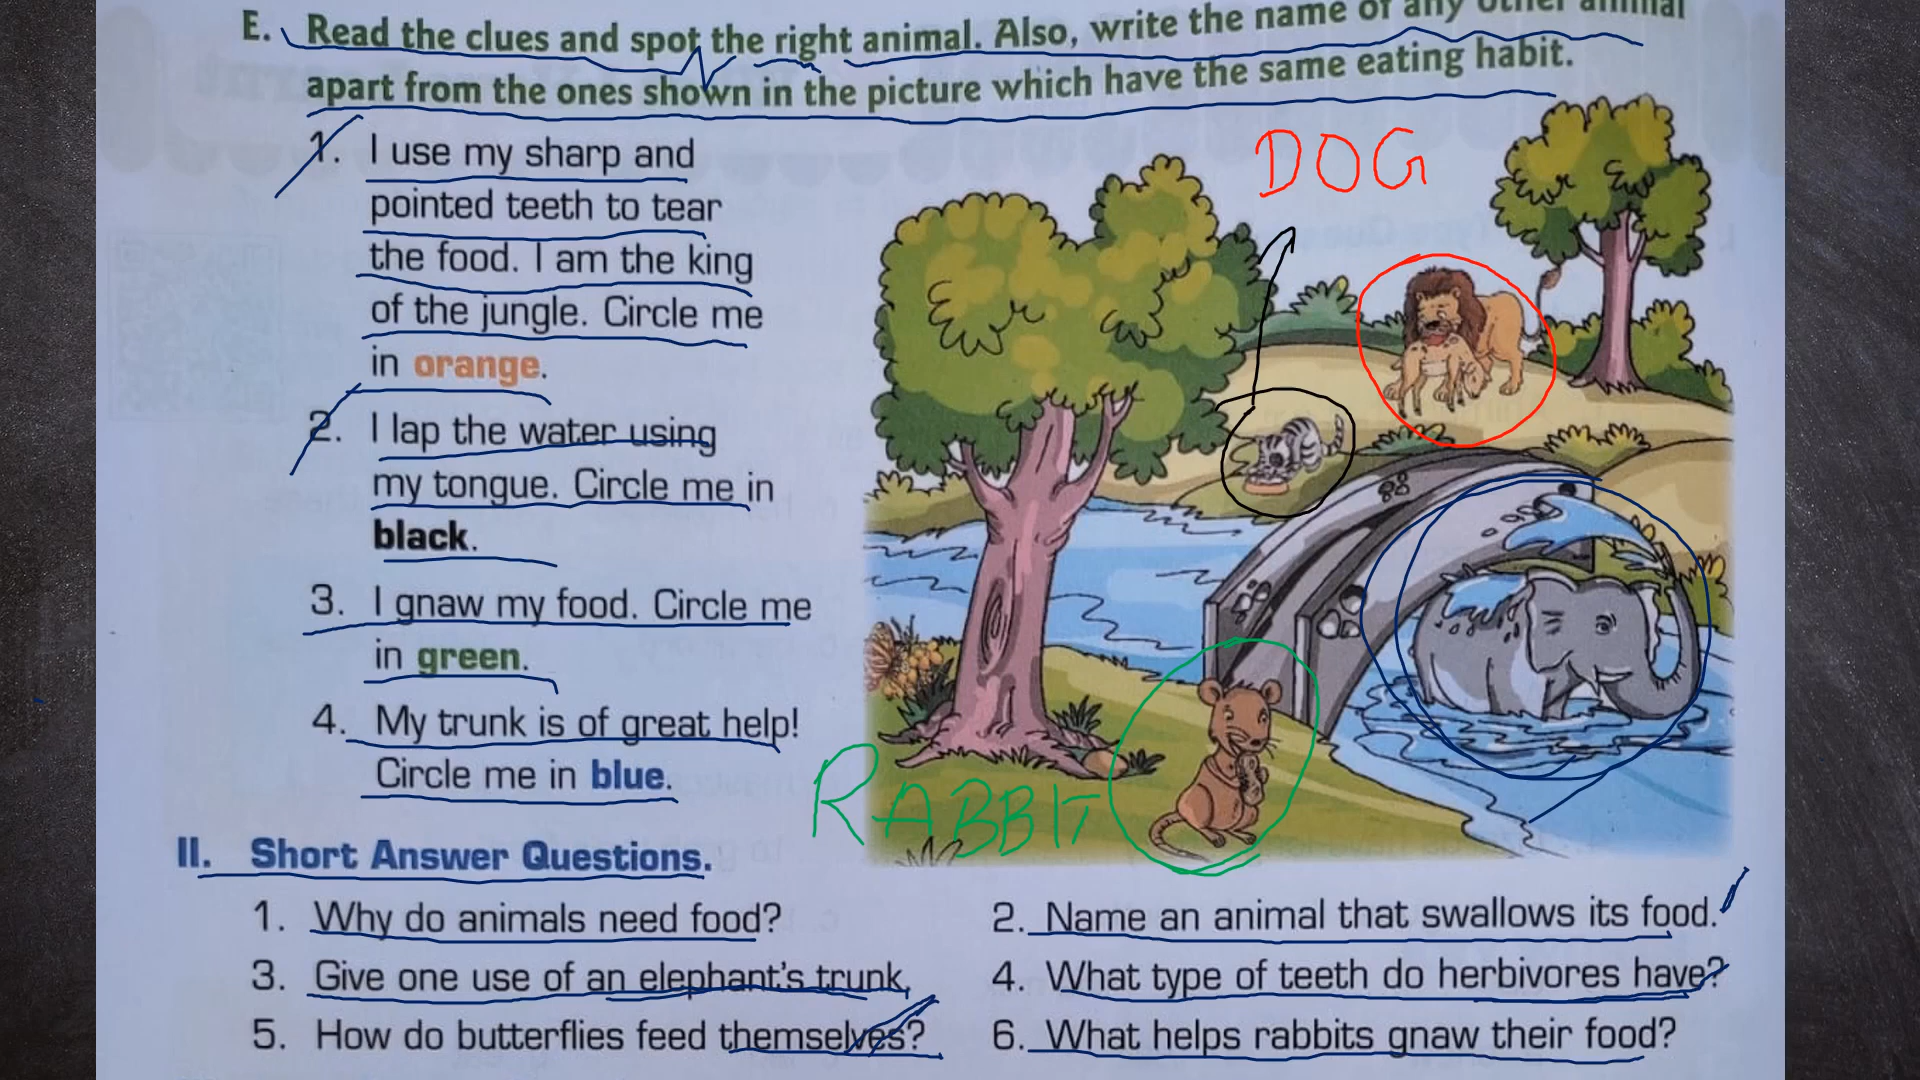 E. Read the clues and spot the right animal. Also, write the name of any other animal
apart from the ones shown in the picture which have the same eating habit.
1. I use my sharp and
pointed teeth to tear
the food. I am the king
of the jungle. Circle me
in orange.
2. I lap the water using
my tongue. Circle me in
black.
3. I gnaw my food. Circle me
in green.
4. My trunk is of great help!
Circle me in blue.
DOG
RABBIT
II. Short Answer Questions.
1. Why do animals need food?
2. Name an animal that swallows its food.
3. Give one use of an elephant's trunk.
4. What type of teeth do herbivores have?
5. How do butterflies feed themselves?
6. What helps rabbits gnaw their food?